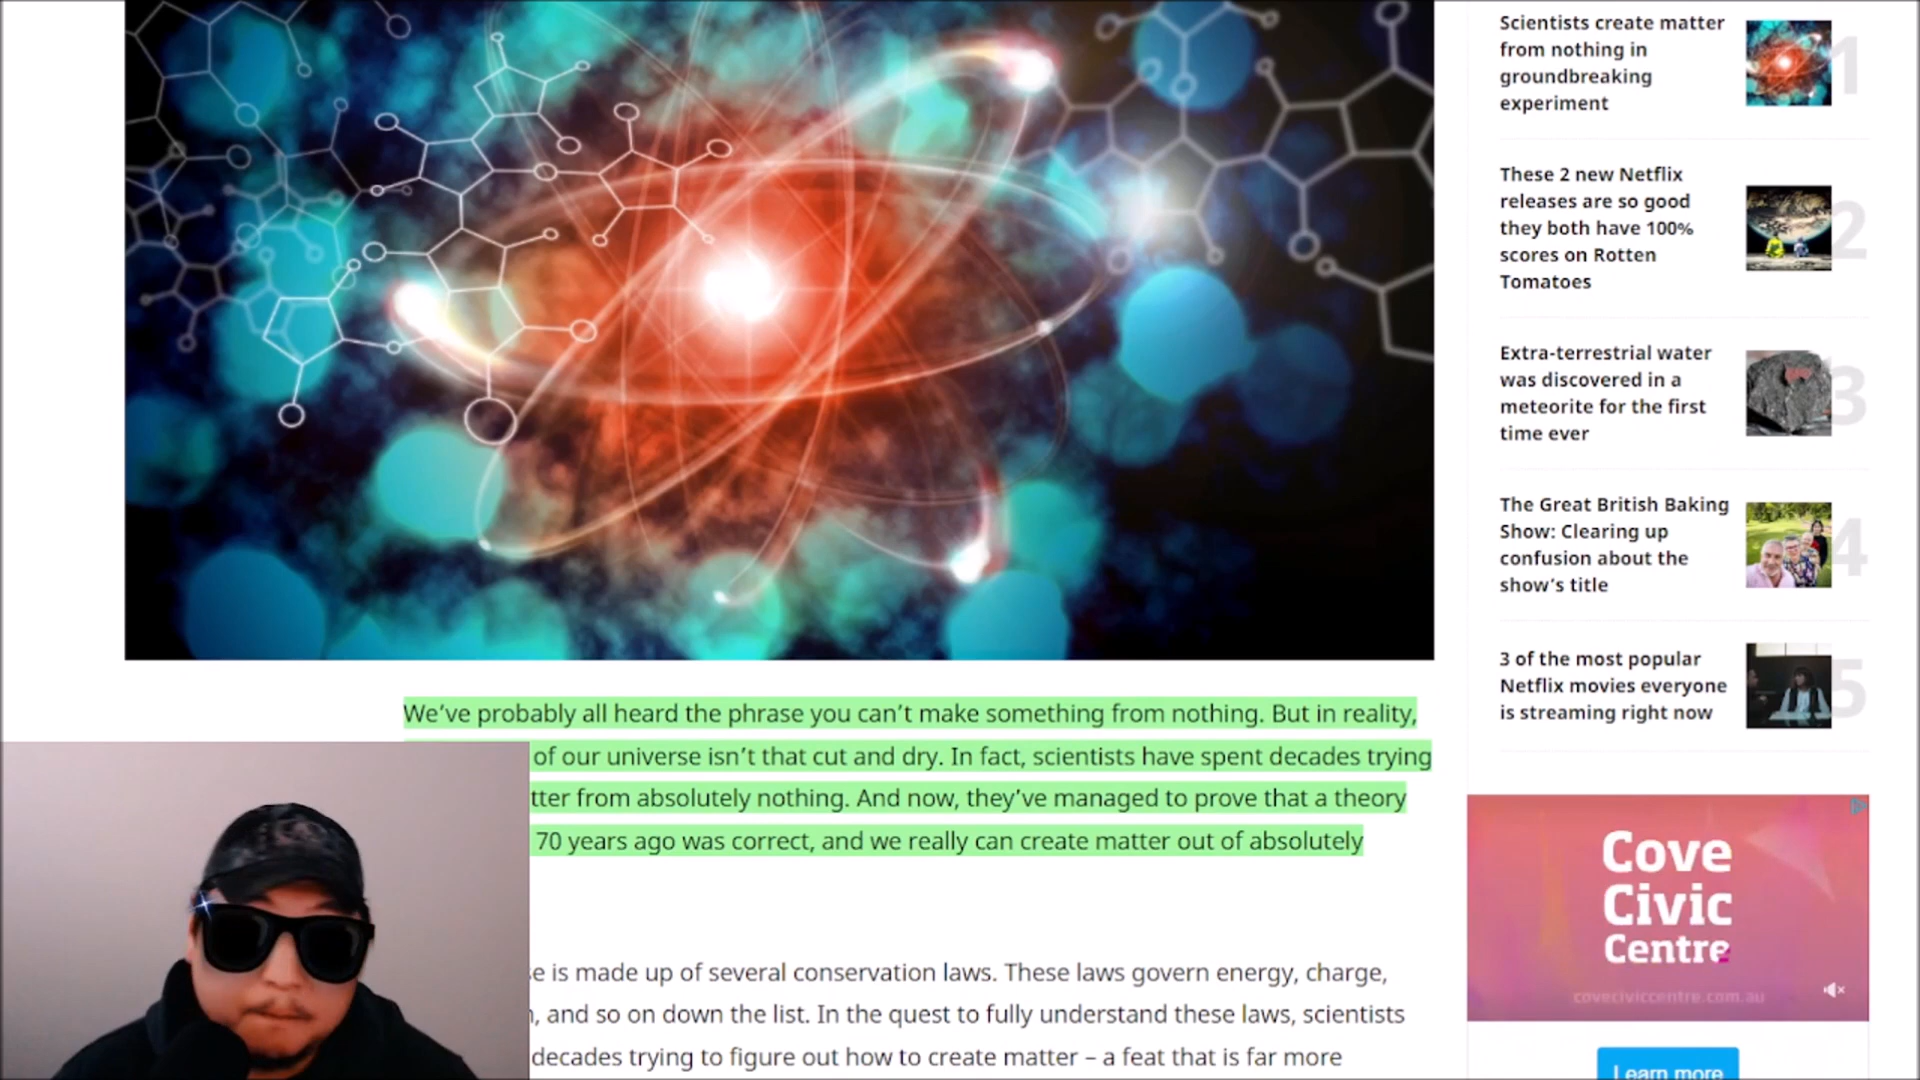 We’ve probably all heard the phrase you can’t make something from nothing. But in reality,
of our universe isn’t that cut and dry. In fact, scientists have spent decades trying
tter from absolutely nothing. And now, they’ve managed to prove that a theory
70 years ago was correct, and we really can create matter out of absolutely
e is made up of several conservation laws. These laws govern energy, charge,
, and so on down the list. In the quest to fully understand these laws, scientists
decades trying to figure out how to create matter – a feat that is far more
Scientists create matter
from nothing in
groundbreaking
experiment
1
These 2 new Netflix
releases are so good
they both have 100%
scores on Rotten
Tomatoes
2
Extra-terrestrial water
was discovered in a
meteorite for the first
time ever
3
The Great British Baking
Show: Clearing up
confusion about the
show’s title
4
3 of the most popular
Netflix movies everyone
is streaming right now
5
Cove
Civic
Centre
coveciviccentre.com.au
Learn more